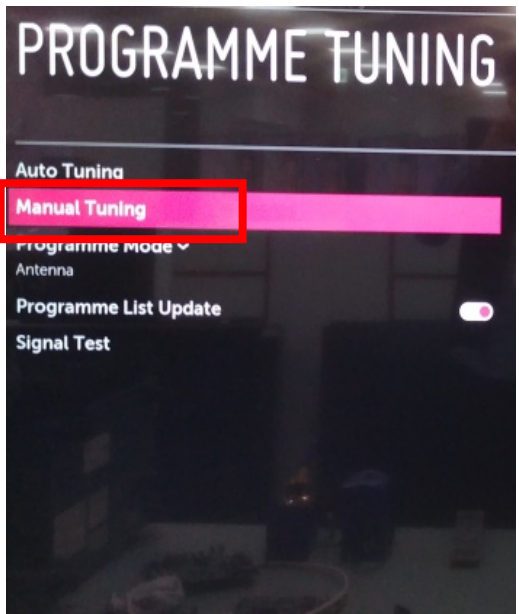 PROGRAMME TUNING
Auto Tuning
Manual Tuning
Programme Mode
Antenna
Programme List Update
Signal Test